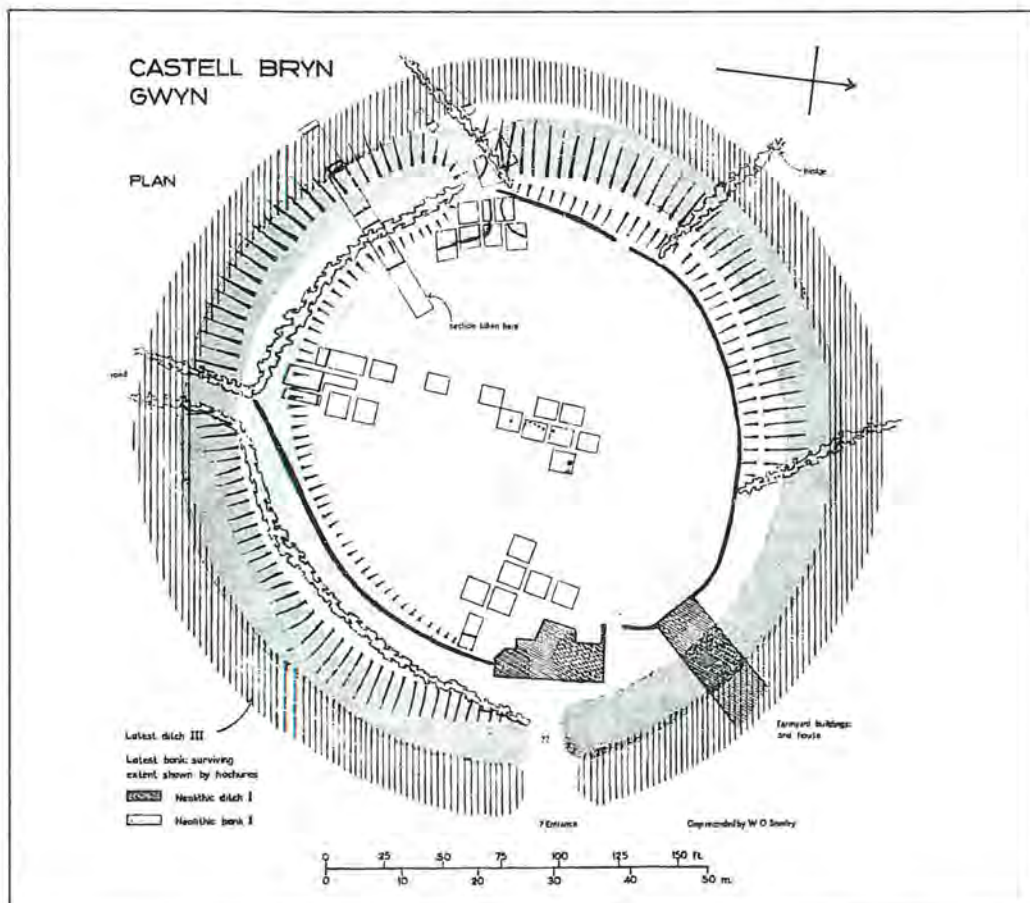 CASTELL BRYN
GWYN
PLAN
hedge
section taken here
road
Latest ditch III
Latest bank: surviving
extent shown by hachures
Neolithic ditch I
Neolithic bank I
??
Farmyard buildings
and house
? Entrance
Gap recorded by W O Stanley
0 25 50 75 100 125 150 ft.
0 10 20 30 40 50 m.